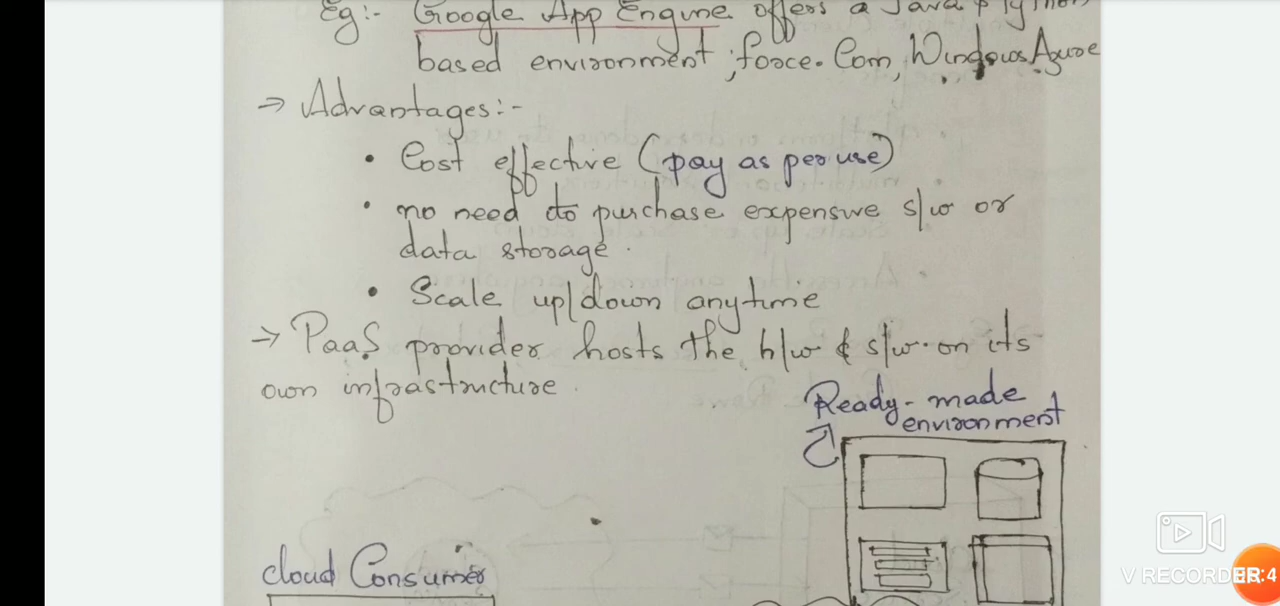 Eg:- Google App Engine offers a Java & Python
based environment ; force.Com, Windows Azure
→ Advantages:-
• Cost effective (pay as per use)
• no need to purchase expensive s/w or
data storage.
• Scale up/down anytime
→ PaaS provider hosts the h/w & s/w on its
own infrastructure.
Ready-made
environment
cloud Consumer
V RECORDER